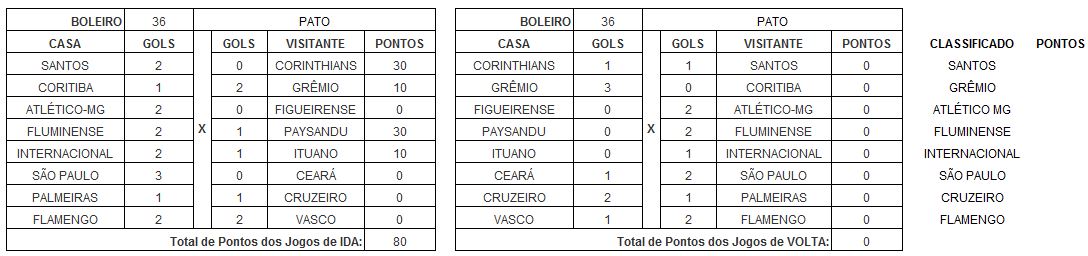 BOLEIRO 36 PATO BOLEIRO 36 PATO
CASA GOLS GOLS VISITANTE PONTOS CASA GOLS GOLS VISITANTE PONTOS CLASSIFICADO PONTOS
SANTOS 2 0 CORINTHIANS 30 CORINTHIANS 1 1 SANTOS 0 SANTOS
CORITIBA 1 2 GRÊMIO 10 GRÊMIO 3 0 CORITIBA 0 GRÊMIO
ATLÉTICO-MG 2 0 FIGUEIRENSE 0 FIGUEIRENSE 0 2 ATLÉTICO-MG 0 ATLÉTICO MG
FLUMINENSE 2 X 1 PAYSANDU 30 PAYSANDU 0 X 2 FLUMINENSE 0 FLUMINENSE
INTERNACIONAL 2 1 ITUANO 10 ITUANO 0 1 INTERNACIONAL 0 INTERNACIONAL
SÃO PAULO 3 0 CEARÁ 0 CEARÁ 1 2 SÃO PAULO 0 SÃO PAULO
PALMEIRAS 1 1 CRUZEIRO 0 CRUZEIRO 2 1 PALMEIRAS 0 CRUZEIRO
FLAMENGO 2 2 VASCO 0 VASCO 1 2 FLAMENGO 0 FLAMENGO
Total de Pontos dos Jogos de IDA: 80 Total de Pontos dos Jogos de VOLTA: 0